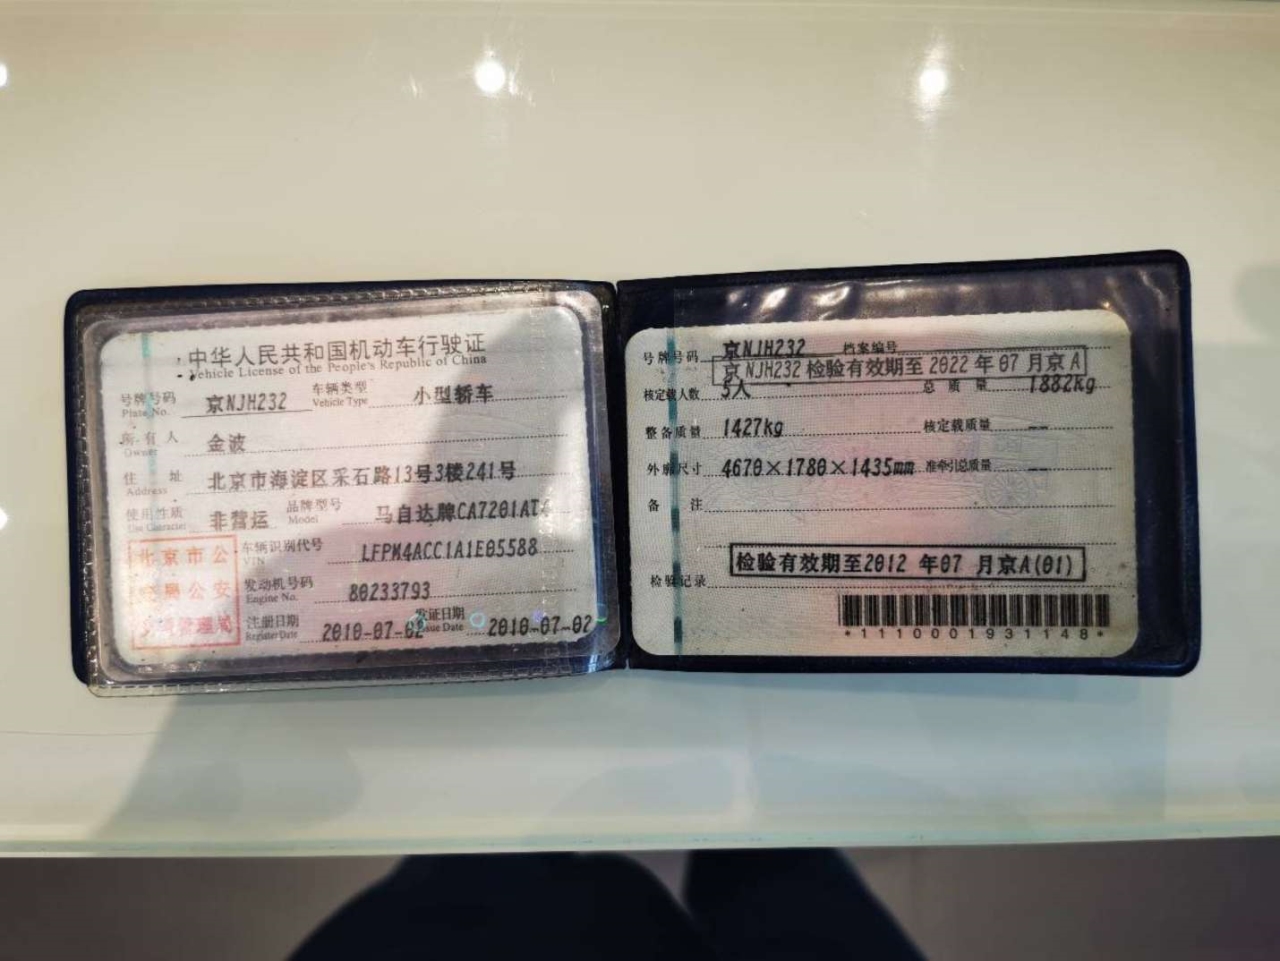 中华人民共和国机动车行驶证
Vehicle License of the People's Republic of China
号牌号码 Plate No. 京NJH232 车辆类型 Vehicle Type 小型轿车
所有人 Owner 金波
住址 Address 北京市海淀区采石路13号3楼241号
使用性质 Use Character 非营运 品牌型号 Model 马自达牌CA7201AT
北京市公
安局公安
交通管理局
车辆识别代号 VIN LFPM4ACC1A1E05588
发动机号码 Engine No. 80233793
注册日期 Register Date 2010-07-02 发证日期 Issue Date 2010-07-02
号牌号码 京NJH232 档案编号
京NJH232 检验有效期至2022 年07 月京A
核定载人数 5人 总质量 1882kg
整备质量 1427kg 核定载质量 --
外廓尺寸 4670×1780×1435mm 准牵引总质量 --
备注
检验有效期至2012 年07 月京A(01)
检验记录
*1110001931148*